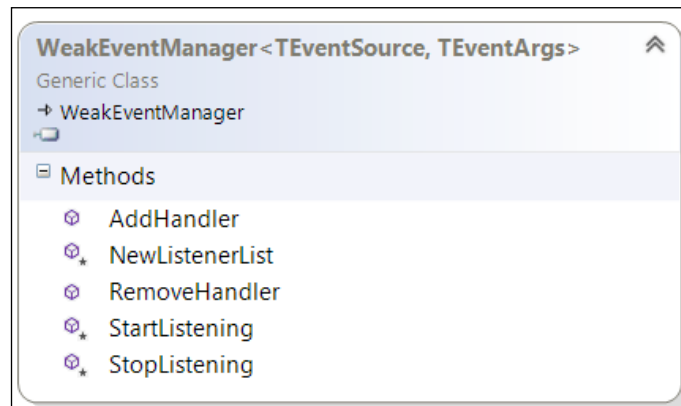 WeakEventManager<TEventSource, TEventArgs>
Generic Class
WeakEventManager
Methods
AddHandler
NewListenerList
RemoveHandler
StartListening
StopListening